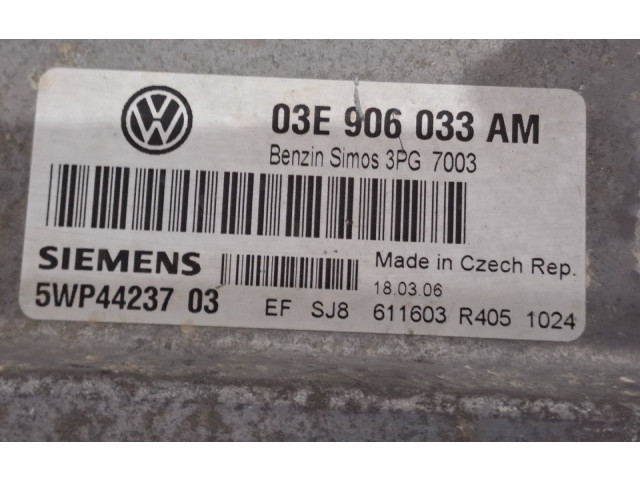 03E 906 033 AM
Benzin Simos 3PG 7003
SIEMENS
Made in Czech Rep.
18.03.06
5WP44237 03
EF SJ8 611603 R405 1024